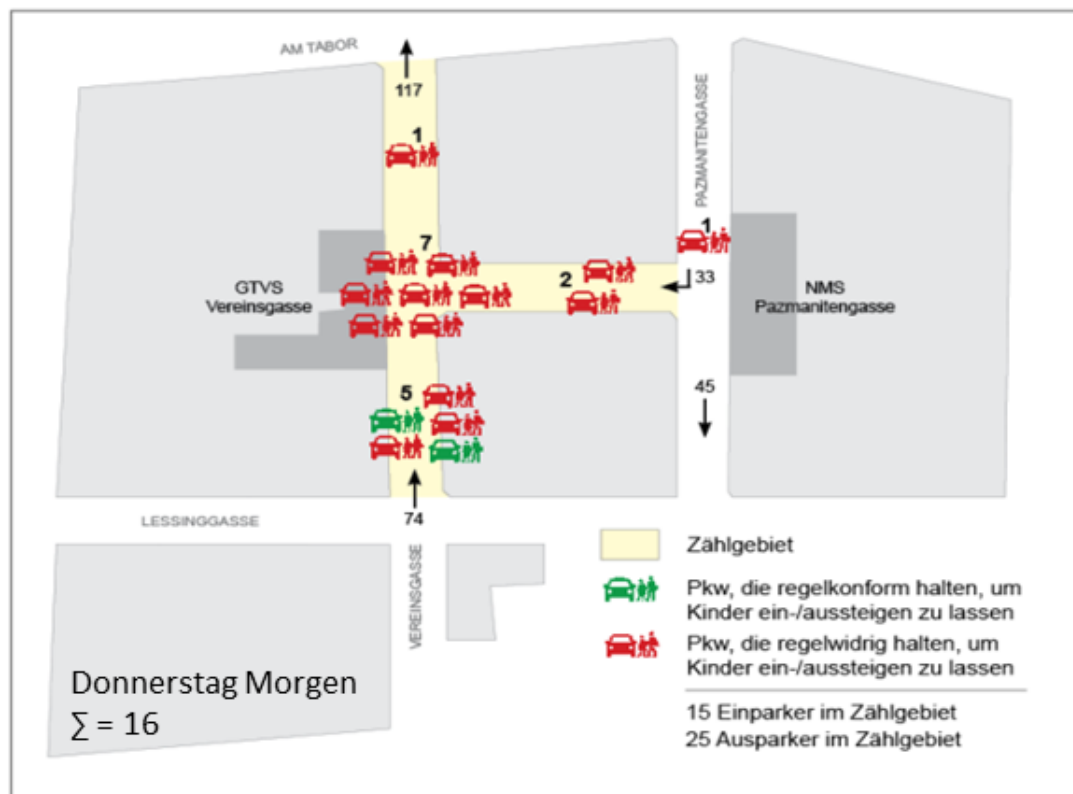 AM TABOR
117
1
PAZMANITENGASSE
1
7
2
33
GTVS
Vereinsgasse
NMS
Pazmanitengasse
5
45
74
LESSINGGASSE
VEREINSGASSE
Zählgebiet
Pkw, die regelkonform halten, um
Kinder ein-/aussteigen zu lassen
Pkw, die regelwidrig halten, um
Kinder ein-/aussteigen zu lassen
Donnerstag Morgen
∑ = 16
15 Einparker im Zählgebiet
25 Ausparker im Zählgebiet